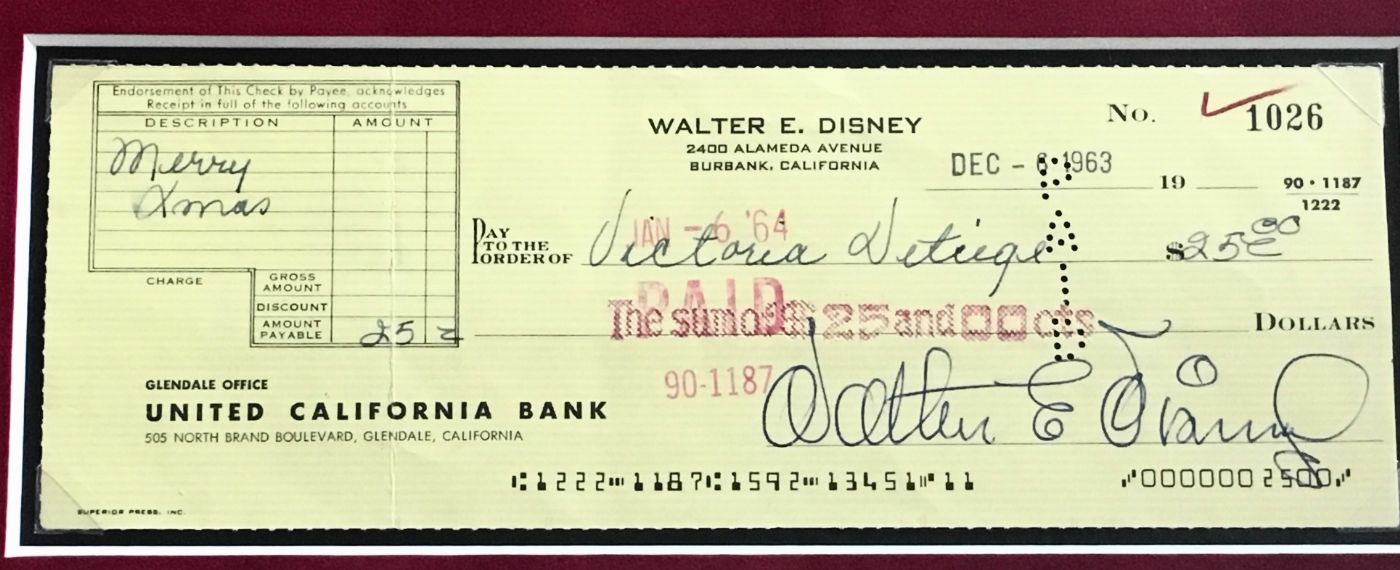 Endorsement of This Check by Payee, acknowledges
Receipt in full of the following accounts
DESCRIPTION AMOUNT
Merry
Xmas
CHARGE
GROSS AMOUNT
DISCOUNT
AMOUNT PAYABLE 25
WALTER E. DISNEY
2400 ALAMEDA AVENUE
BURBANK, CALIFORNIA
No. 1026
DEC - 6 1963
19
90 • 1187
1222
JAN - 6 '64
PAY TO THE ORDER OF Victoria Detiege $25 00
PAID
The sum of $ 25 and 00 cts DOLLARS
90-1187
Walter E Disney
GLENDALE OFFICE
UNITED CALIFORNIA BANK
505 NORTH BRAND BOULEVARD, GLENDALE, CALIFORNIA
⑆1222⑉1187⑆1592⑉13451⑈11 ⑇0000002500⑇
SUPERIOR PRESS, INC.